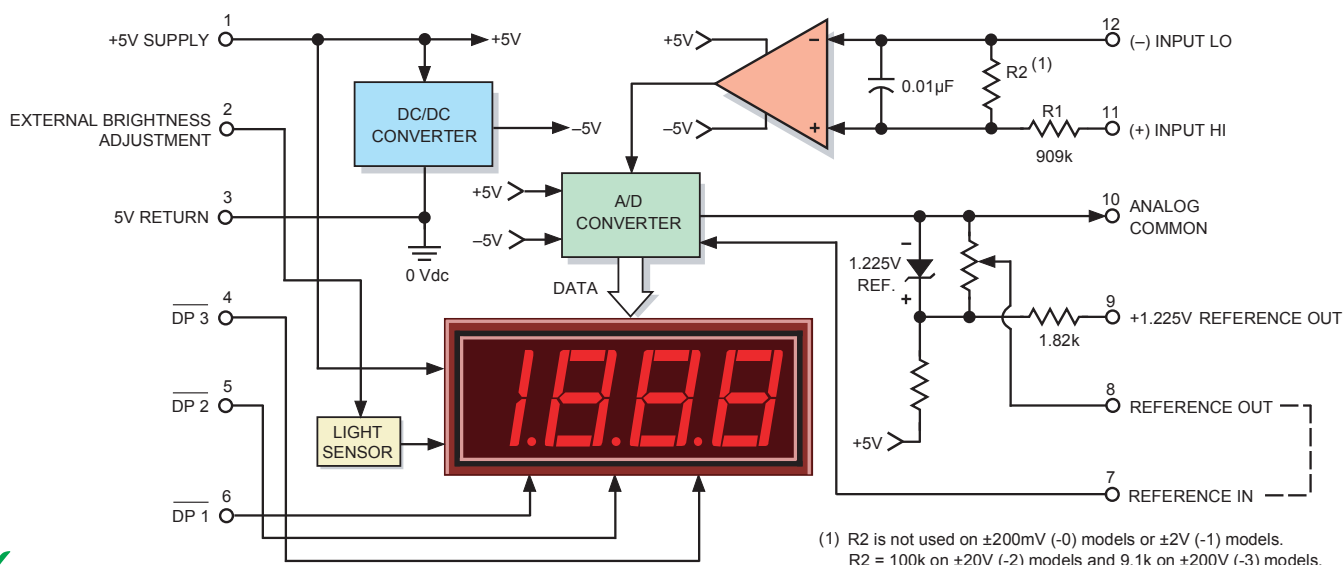 1
+5V SUPPLY
+5V
2
EXTERNAL BRIGHTNESS
ADJUSTMENT
DC/DC
CONVERTER
–5V
3
5V RETURN
0 Vdc
4
DP 3
5
DP 2
6
DP 1
LIGHT
SENSOR
+5V
–5V
–
+
A/D
CONVERTER
+5V
–5V
DATA
1.8.8.8
0.01µF
R2 (1)
R1
909k
12
(–) INPUT LO
11
(+) INPUT HI
10
ANALOG
COMMON
–
1.225V
REF.
+
1.82k
9
+1.225V REFERENCE OUT
8
REFERENCE OUT
+5V
7
REFERENCE IN
(1) R2 is not used on ±200mV (-0) models or ±2V (-1) models.
R2 = 100k on ±20V (-2) models and 9.1k on ±200V (-3) models.